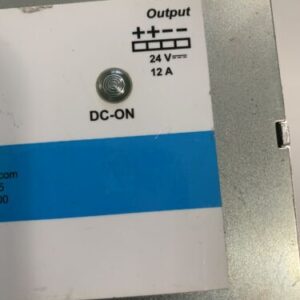 Output
++--
24 V⎓
12 A
DC-ON
com
5
00